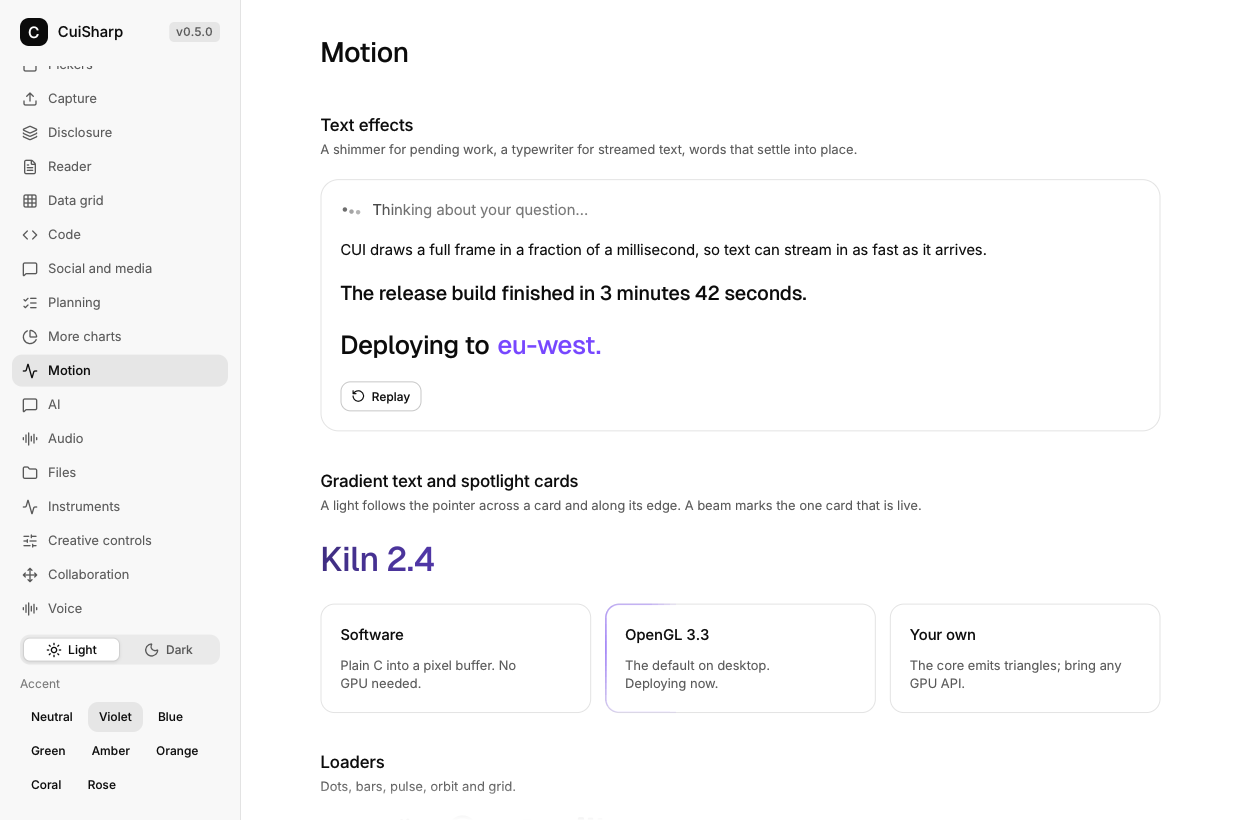 C CuiSharp v0.5.0
Pickers
Capture
Disclosure
Reader
Data grid
Code
Social and media
Planning
More charts
Motion
AI
Audio
Files
Instruments
Creative controls
Collaboration
Voice
Light Dark
Accent
Neutral Violet Blue
Green Amber Orange
Coral Rose
Motion
Text effects
A shimmer for pending work, a typewriter for streamed text, words that settle into place.
Thinking about your question...
CUI draws a full frame in a fraction of a millisecond, so text can stream in as fast as it arrives.
The release build finished in 3 minutes 42 seconds.
Deploying to eu-west.
Replay
Gradient text and spotlight cards
A light follows the pointer across a card and along its edge. A beam marks the one card that is live.
Kiln 2.4
Software
Plain C into a pixel buffer. No
GPU needed.
OpenGL 3.3
The default on desktop.
Deploying now.
Your own
The core emits triangles; bring any
GPU API.
Loaders
Dots, bars, pulse, orbit and grid.